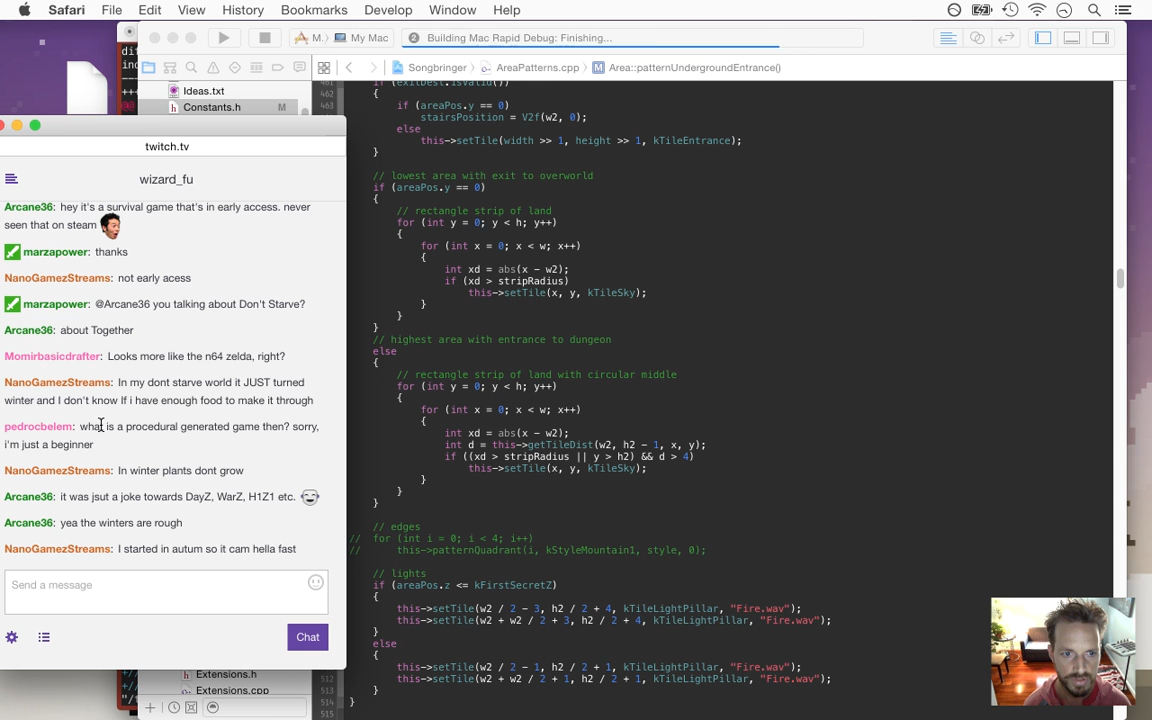 Safari File Edit View History Bookmarks Develop Window Help
M. My Mac
2 Building Mac Rapid Debug: Finishing...
Songbringer AreaPatterns.cpp M Area::patternUndergroundEntrance()
Ideas.txt
h Constants.h M
twitch.tv
wizard_fu
Arcane36: hey it's a survival game that's in early access. never
seen that on steam
marzapower: thanks
NanoGamezStreams: not early acess
marzapower: @Arcane36 you talking about Don't Starve?
Arcane36: about Together
Momirbasicdrafter: Looks more like the n64 zelda, right?
NanoGamezStreams: In my dont starve world it JUST turned
winter and I don't know If i have enough food to make it through
pedrocbelem: what is a procedural generated game then? sorry,
i'm just a beginner
NanoGamezStreams: In winter plants dont grow
Arcane36: it was jsut a joke towards DayZ, WarZ, H1Z1 etc.
Arcane36: yea the winters are rough
NanoGamezStreams: I started in autum so it cam hella fast
Send a message
Chat
h Extensions.h
Extensions.cpp
462 {
463 if (areaPos.y == 0)
stairsPosition = V2f(w2, 0);
else
this->setTile(width >> 1, height >> 1, kTileEntrance);
}
// lowest area with exit to overworld
if (areaPos.y == 0)
{
// rectangle strip of land
for (int y = 0; y < h; y++)
{
for (int x = 0; x < w; x++)
{
int xd = abs(x - w2);
if (xd > stripRadius)
this->setTile(x, y, kTileSky);
}
}
}
// highest area with entrance to dungeon
else
{
// rectangle strip of land with circular middle
for (int y = 0; y < h; y++)
{
for (int x = 0; x < w; x++)
{
int xd = abs(x - w2);
int d = this->getTileDist(w2, h2 - 1, x, y);
if ((xd > stripRadius || y > h2) && d > 4)
this->setTile(x, y, kTileSky);
}
}
}
// edges
// for (int i = 0; i < 4; i++)
// this->patternQuadrant(i, kStyleMountain1, style, 0);
// lights
if (areaPos.z <= kFirstSecretZ)
{
this->setTile(w2 / 2 - 3, h2 / 2 + 4, kTileLightPillar, "Fire.wav");
this->setTile(w2 + w2 / 2 + 3, h2 / 2 + 4, kTileLightPillar, "Fire.wav");
}
else
{
this->setTile(w2 / 2 - 1, h2 / 2 + 1, kTileLightPillar, "Fire.wav");
512 this->setTile(w2 + w2 / 2 + 1, h2 / 2 + 1, kTileLightPillar, "Fire.wav");
513 }
514 }
515